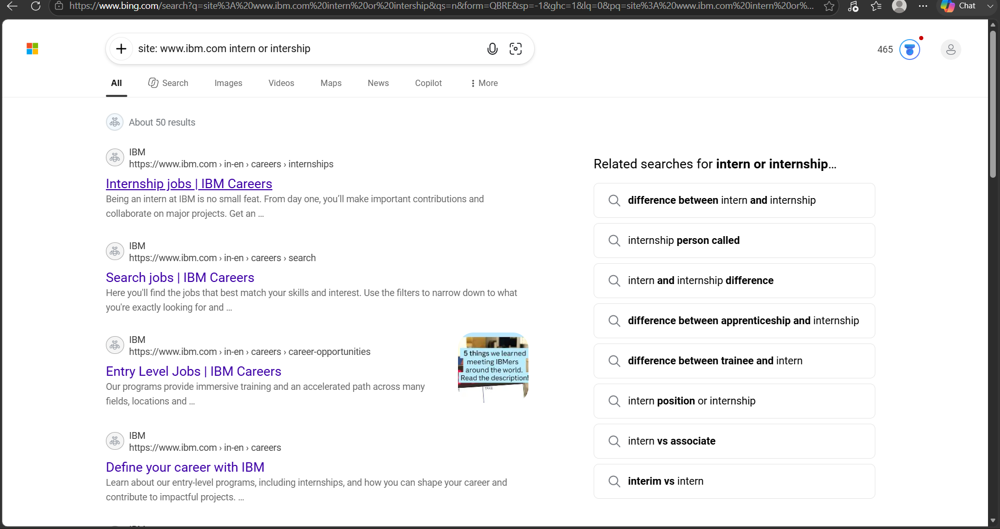 https://www.bing.com/search?q=site%3A%20www.ibm.com%20intern%20or%20intership&qs=n&form=QBRE&sp=-1&ghc=1&lq=0&pq=site%3A%20www.ibm.com%20intern%20or%...
Chat
site: www.ibm.com intern or intership
465
All
Search
Images
Videos
Maps
News
Copilot
More
About 50 results
IBM
https://www.ibm.com › in-en › careers › internships
Internship jobs | IBM Careers
Being an intern at IBM is no small feat. From day one, you’ll make important contributions and
collaborate on major projects. Get an ...
IBM
https://www.ibm.com › in-en › careers › search
Search jobs | IBM Careers
Here you'll find the jobs that best match your skills and interest. Use the filters to narrow down to what
you're exactly looking for and ...
IBM
https://www.ibm.com › in-en › careers › career-opportunities
Entry Level Jobs | IBM Careers
Our programs provide immersive training and an accelerated path across many
fields, locations and ...
5 things we learned
meeting IBMers
around the world.
Read the description!
TAKE
IBM
https://www.ibm.com › in-en › careers
Define your career with IBM
Learn about our entry-level programs, including internships, and how you can shape your career and
contribute to impactful projects. ...
Related searches for intern or internship...
difference between intern and internship
internship person called
intern and internship difference
difference between apprenticeship and internship
difference between trainee and intern
intern position or internship
intern vs associate
interim vs intern